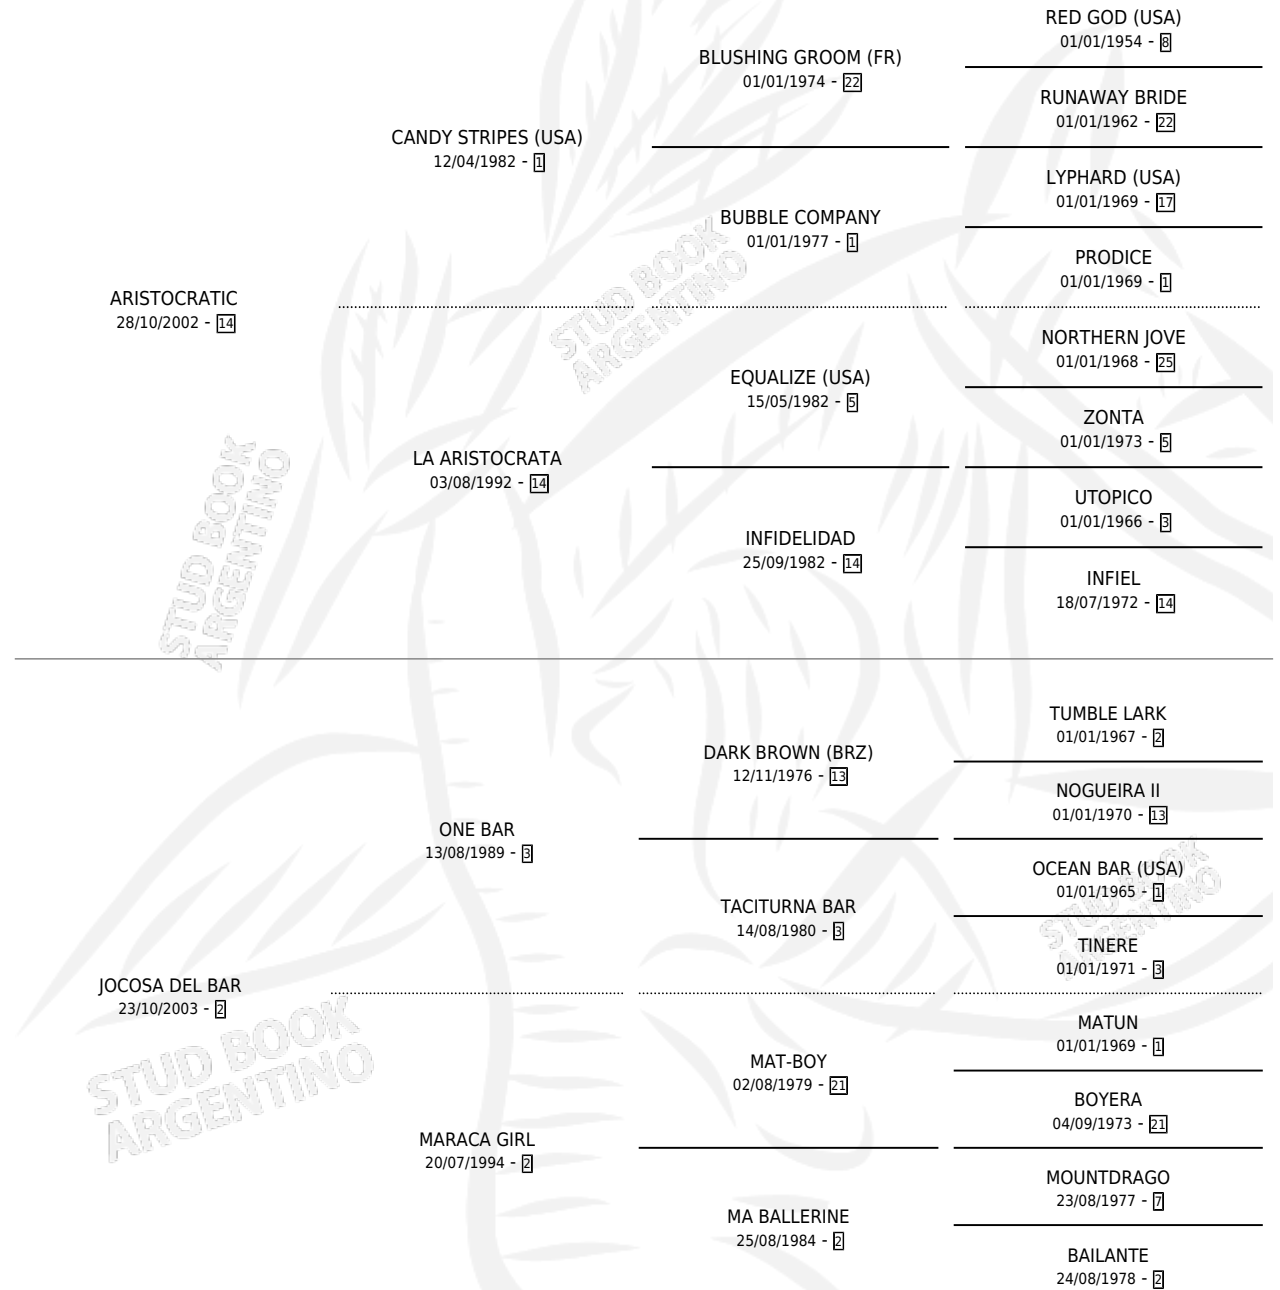 RED GOD (USA)
01/01/1954 - 8
BLUSHING GROOM (FR)
01/01/1974 - 22
RUNAWAY BRIDE
01/01/1962 - 22
CANDY STRIPES (USA)
12/04/1982 - 1
LYPHARD (USA)
01/01/1969 - 17
BUBBLE COMPANY
01/01/1977 - 1
PRODICE
01/01/1969 - 1
ARISTOCRATIC
28/10/2002 - 14
STUD BOOK
ARGENTINO
NORTHERN JOVE
01/01/1968 - 25
EQUALIZE (USA)
15/05/1982 - 5
ZONTA
01/01/1973 - 5
LA ARISTOCRATA
03/08/1992 - 14
UTOPICO
01/01/1966 - 3
INFIDELIDAD
25/09/1982 - 14
INFIEL
18/07/1972 - 14
STUD BOOK
ARGENTINO
TUMBLE LARK
01/01/1967 - 2
DARK BROWN (BRZ)
12/11/1976 - 13
NOGUEIRA II
01/01/1970 - 13
ONE BAR
13/08/1989 - 3
OCEAN BAR (USA)
01/01/1965 - 1
TACITURNA BAR
14/08/1980 - 3
STUD BOOK
ARGENTINO
TINERE
01/01/1971 - 3
JOCOSA DEL BAR
23/10/2003 - 2
STUD BOOK
ARGENTINO
MATUN
01/01/1969 - 1
MAT-BOY
02/08/1979 - 21
BOYERA
04/09/1973 - 21
MARACA GIRL
20/07/1994 - 2
MOUNTDRAGO
23/08/1977 - 7
MA BALLERINE
25/08/1984 - 2
BAILANTE
24/08/1978 - 2